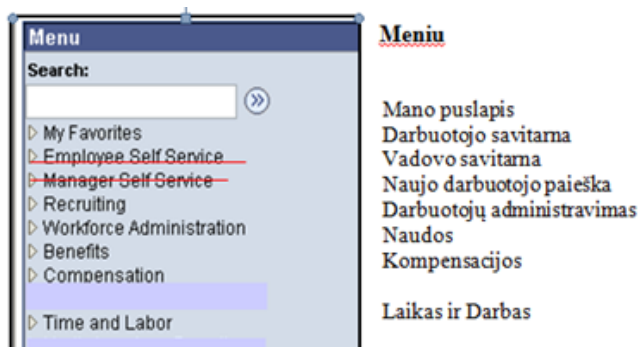 Menu
Search:
My Favorites
Employee Self Service
Manager Self Service
Recruiting
Workforce Administration
Benefits
Compensation
Time and Labor
Meniu
Mano puslapis
Darbuotojo savitarna
Vadovo savitarna
Naujo darbuotojo paieška
Darbuotojų administravimas
Naudos
Kompensacijos
Laikas ir Darbas